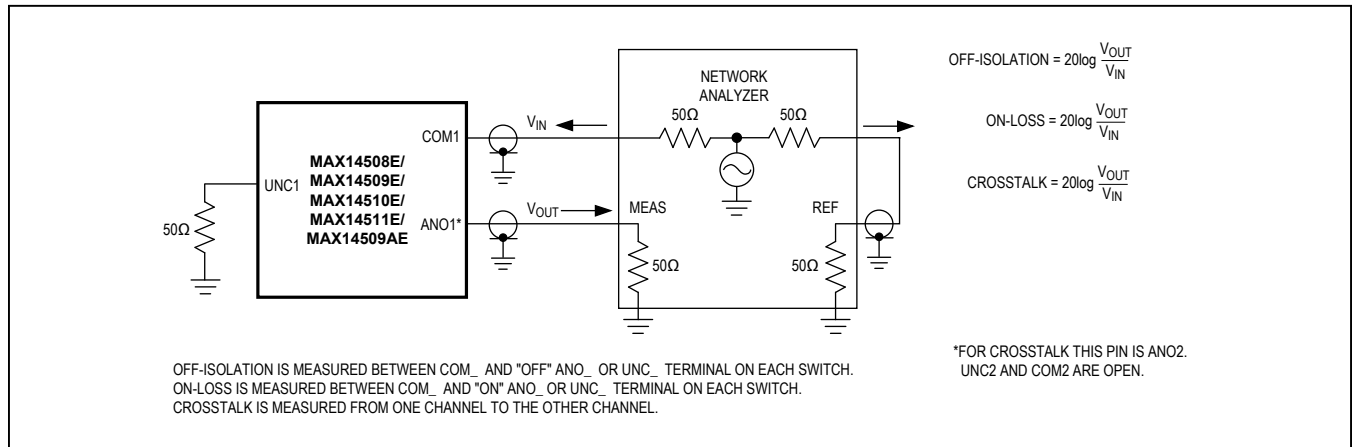 NETWORK
ANALYZER
50Ω
50Ω
OFF-ISOLATION = 20log VOUT/VIN
ON-LOSS = 20log VOUT/VIN
CROSSTALK = 20log VOUT/VIN
COM1
VIN
MAX14508E/
MAX14509E/
MAX14510E/
MAX14511E/
MAX14509AE
UNC1
ANO1*
VOUT
MEAS
REF
50Ω
50Ω
50Ω
*FOR CROSSTALK THIS PIN IS ANO2.
UNC2 AND COM2 ARE OPEN.
OFF-ISOLATION IS MEASURED BETWEEN COM_ AND "OFF" ANO_ OR UNC_ TERMINAL ON EACH SWITCH.
ON-LOSS IS MEASURED BETWEEN COM_ AND "ON" ANO_ OR UNC_ TERMINAL ON EACH SWITCH.
CROSSTALK IS MEASURED FROM ONE CHANNEL TO THE OTHER CHANNEL.